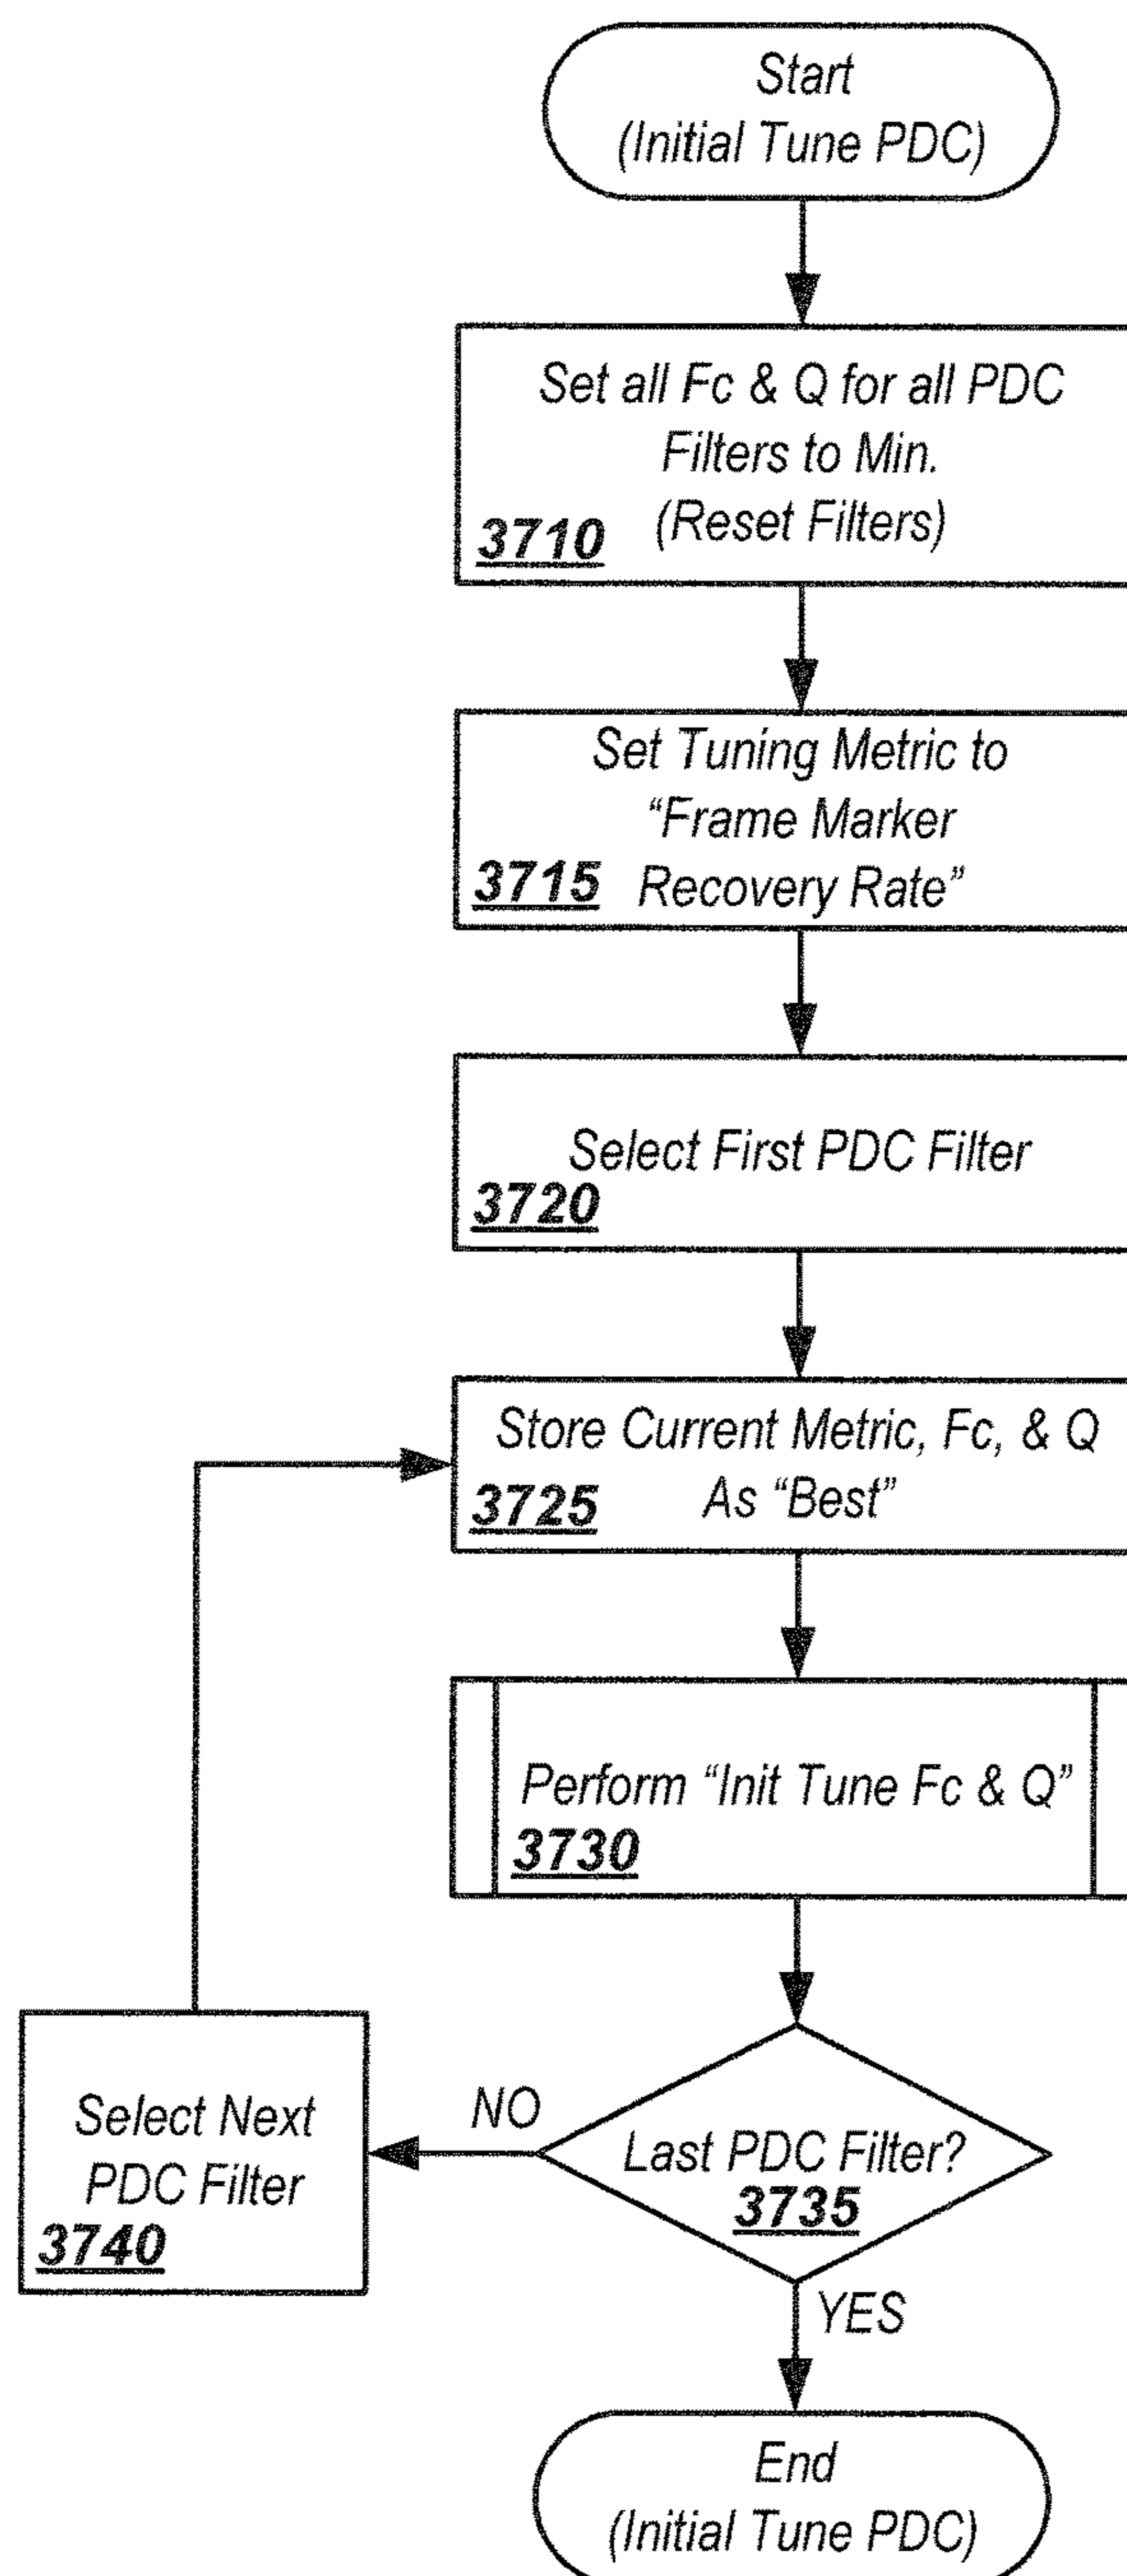 Start
(Initial Tune PDC)
Set all Fc & Q for all PDC
Filters to Min.
(Reset Filters)
3710
Set Tuning Metric to
“Frame Marker
Recovery Rate”
3715
Select First PDC Filter
3720
Store Current Metric, Fc, & Q
As “Best”
3725
Perform “Init Tune Fc & Q”
3730
Last PDC Filter?
3735
NO
Select Next
PDC Filter
3740
YES
End
(Initial Tune PDC)